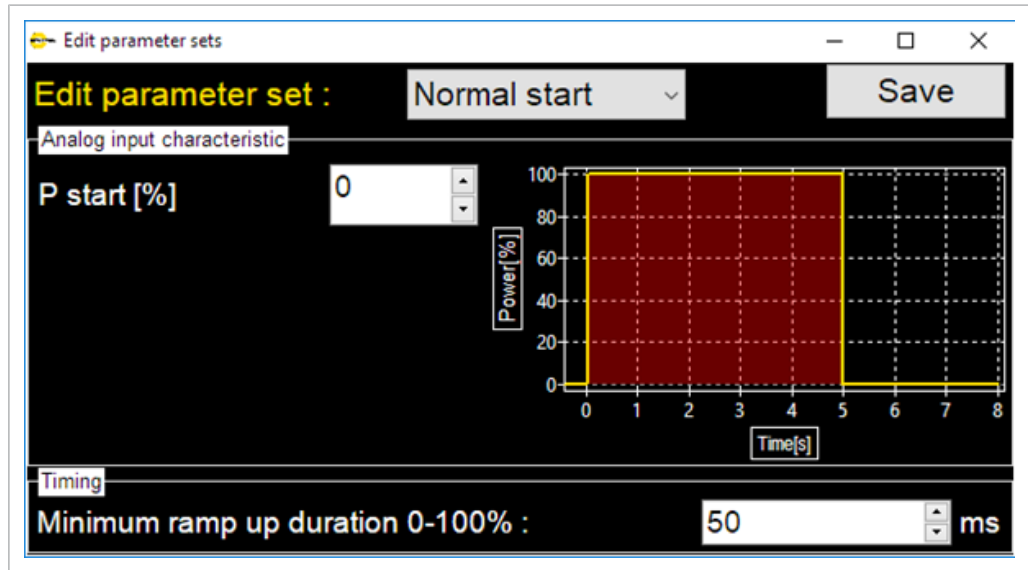 Edit parameter sets
Edit parameter set : Normal start Save
Analog input characteristic
P start [%] 0
100
80
60
40
20
0
Power[%]
0 1 2 3 4 5 6 7 8
Time[s]
Timing
Minimum ramp up duration 0-100% : 50 ms